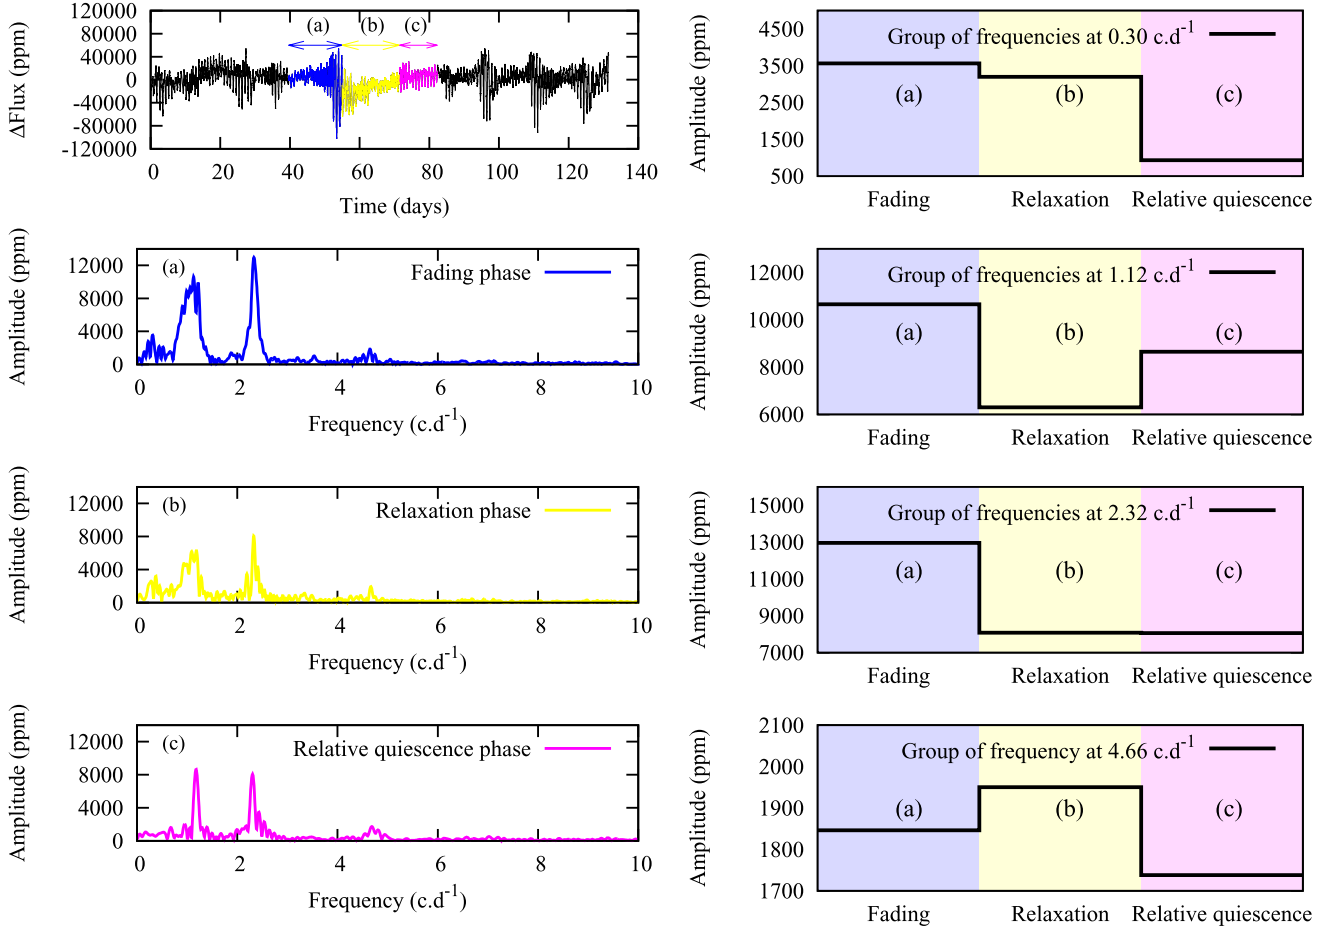 120000
80000
40000
0
-40000
-80000
-120000
ΔFlux (ppm)
(a)
(b)
(c)
0
20
40
60
80
100
120
140
Time (days)
4500
3500
2500
1500
500
Amplitude (ppm)
Group of frequencies at 0.30 c.d-1
(a)
(b)
(c)
Fading
Relaxation
Relative quiescence
12000
8000
4000
0
Amplitude (ppm)
(a)
Fading phase
0
2
4
6
8
10
Frequency (c.d-1)
12000
10000
8000
6000
Amplitude (ppm)
Group of frequencies at 1.12 c.d-1
(a)
(b)
(c)
Fading
Relaxation
Relative quiescence
12000
8000
4000
0
Amplitude (ppm)
(b)
Relaxation phase
0
2
4
6
8
10
Frequency (c.d-1)
15000
13000
11000
9000
8000
7000
Amplitude (ppm)
Group of frequencies at 2.32 c.d-1
(a)
(b)
(c)
Fading
Relaxation
Relative quiescence
12000
8000
4000
0
Amplitude (ppm)
(c)
Relative quiescence phase
0
2
4
6
8
10
Frequency (c.d-1)
2100
2000
1900
1800
1700
Amplitude (ppm)
Group of frequency at 4.66 c.d-1
(a)
(b)
(c)
Fading
Relaxation
Relative quiescence